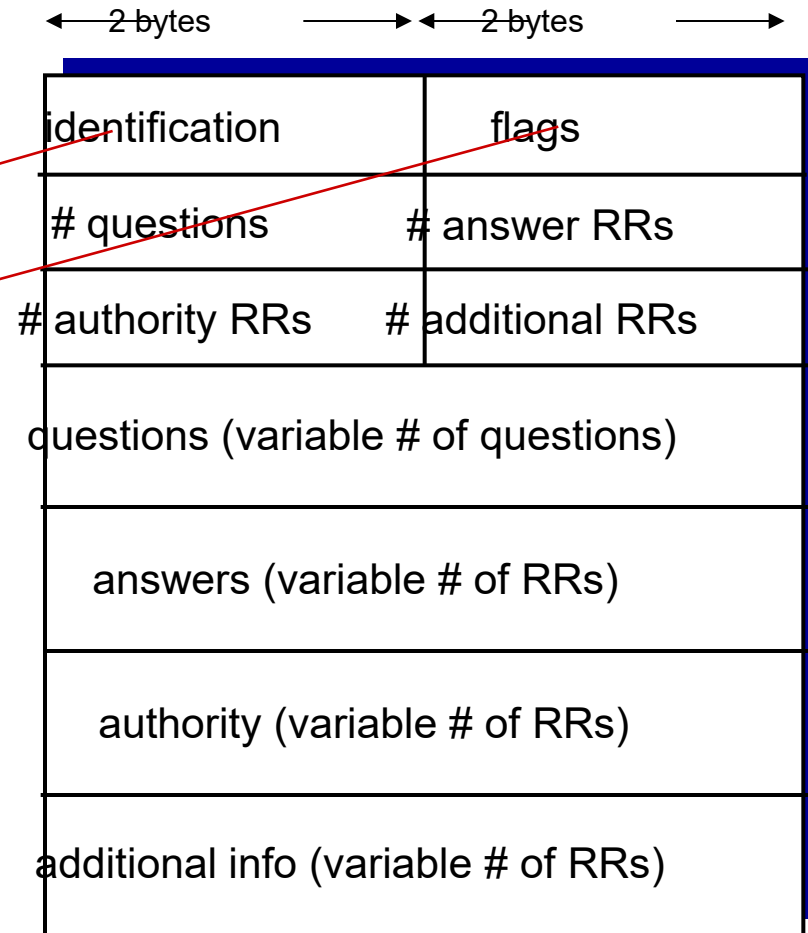 2 bytes 2 bytes
identification flags
# questions # answer RRs
# authority RRs # additional RRs
questions (variable # of questions)
answers (variable # of RRs)
authority (variable # of RRs)
additional info (variable # of RRs)